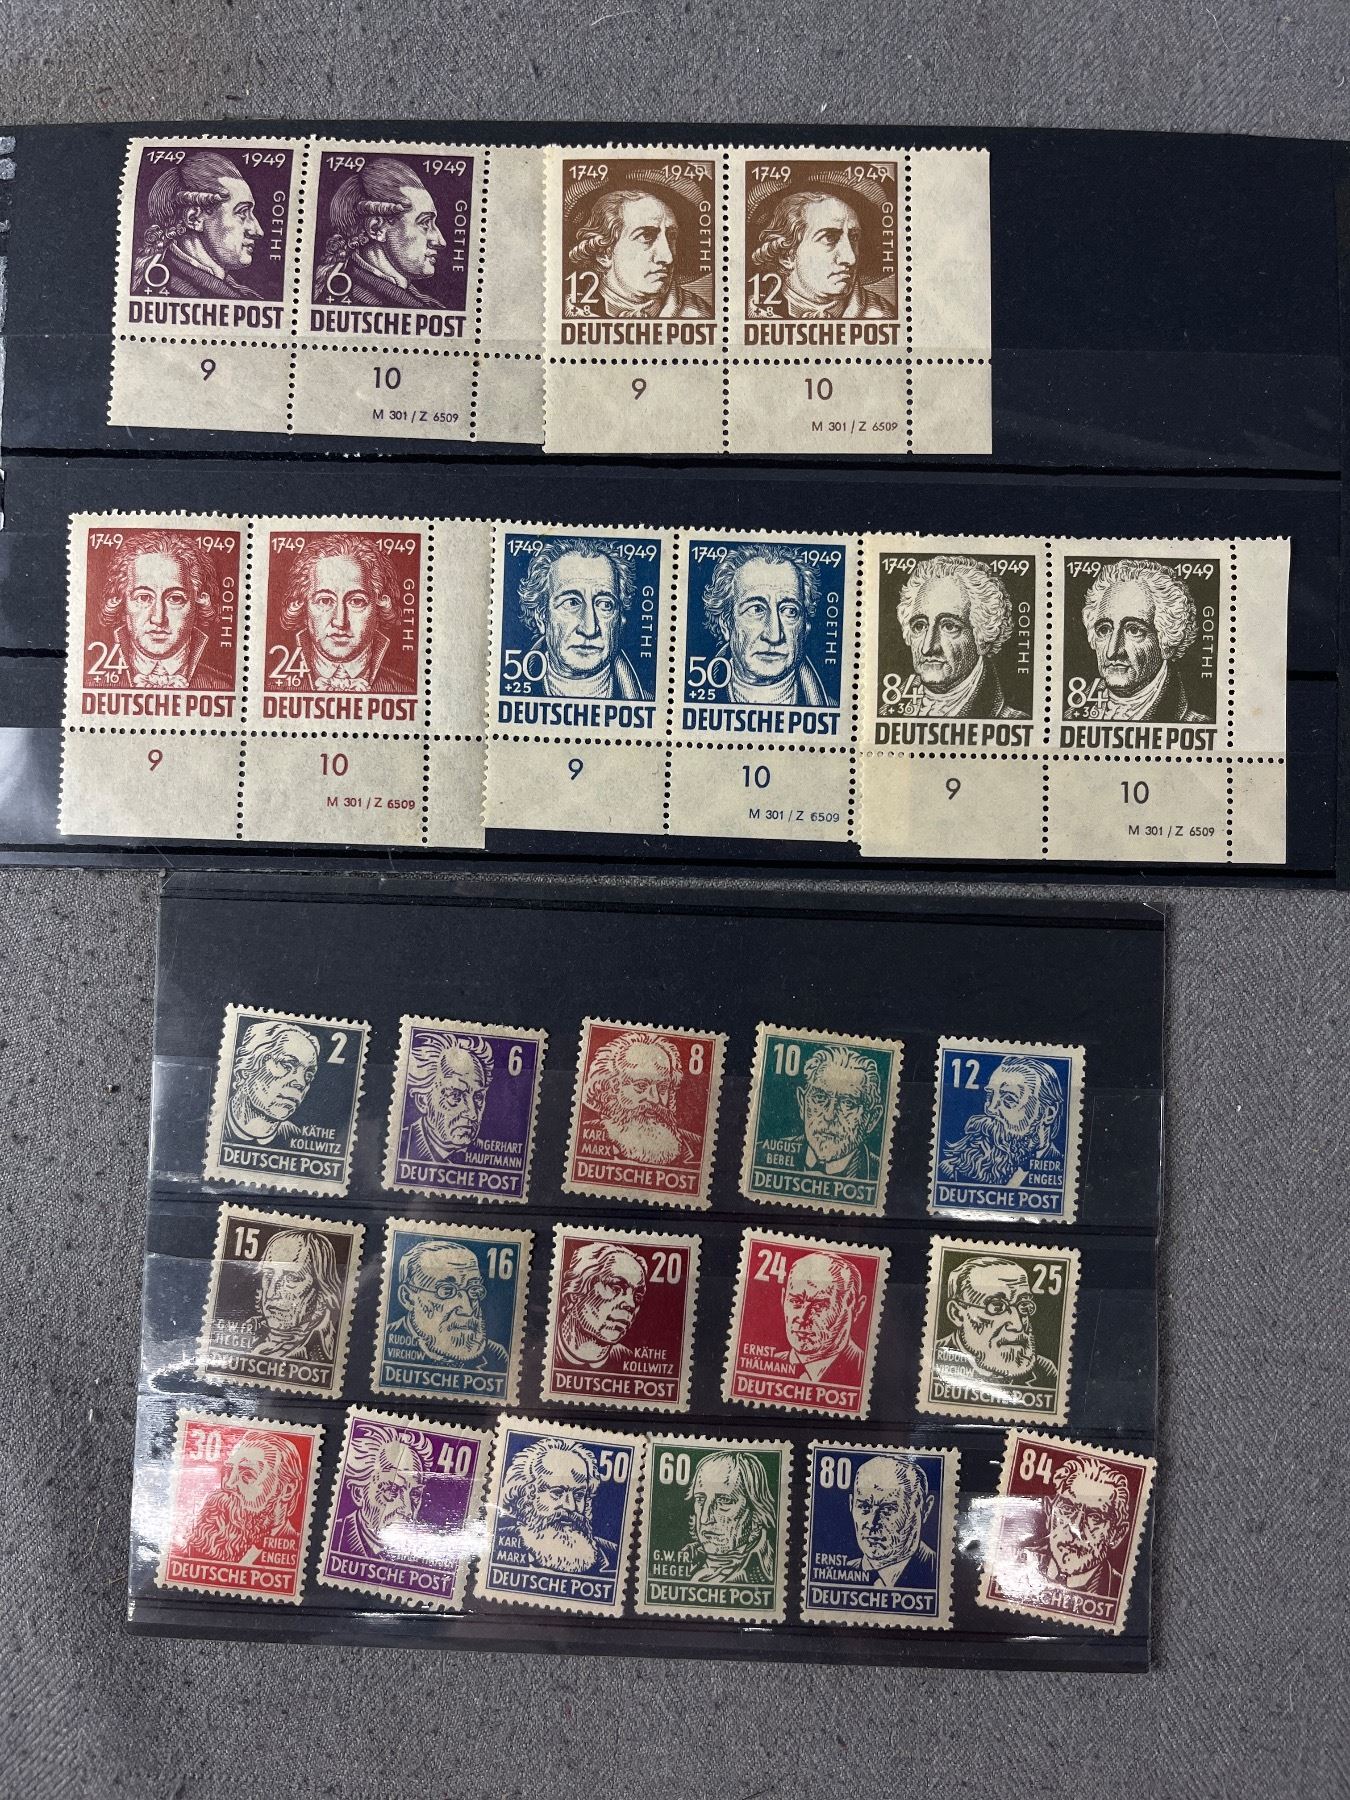 1749 1949
GOETHE
6
+ 4
DEUTSCHE POST
1749 1949
GOETHE
6
+ 4
DEUTSCHE POST
9
10
M 301 / Z 6509
1749 1949
GOETHE
12
+ 8
DEUTSCHE POST
1749 1949
GOETHE
12
+ 8
DEUTSCHE POST
9
10
M 301 / Z 6509
1749 1949
GOETHE
24
+ 16
DEUTSCHE POST
1749 1949
GOETHE
24
+ 16
DEUTSCHE POST
9
10
M 301 / Z 6509
1749 1949
GOETHE
50
+ 25
DEUTSCHE POST
1749 1949
GOETHE
50
+ 25
DEUTSCHE POST
9
10
M 301 / Z 6509
1749 1949
GOETHE
84
+ 36
DEUTSCHE POST
1749 1949
GOETHE
84
+ 36
DEUTSCHE POST
9
10
M 301 / Z 6509
2
KÄTHE
KOLLWITZ
DEUTSCHE POST
6
GERHART
HAUPTMANN
DEUTSCHE POST
8
KARL
MARX
DEUTSCHE POST
10
AUGUST
BEBEL
DEUTSCHE POST
12
FRIEDR.
ENGELS
DEUTSCHE POST
15
G.W.FR.
HEGEL
DEUTSCHE POST
16
RUDOLF
VIRCHOW
DEUTSCHE POST
20
KÄTHE
KOLLWITZ
DEUTSCHE POST
24
ERNST
THÄLMANN
DEUTSCHE POST
25
RUDOLF
VIRCHOW
DEUTSCHE POST
30
FRIEDR.
ENGELS
DEUTSCHE POST
40
DEUTSCHE POST
50
KARL
MARX
DEUTSCHE POST
60
G.W.FR.
HEGEL
DEUTSCHE POST
80
ERNST
THÄLMANN
DEUTSCHE POST
84
DEUTSCHE POST